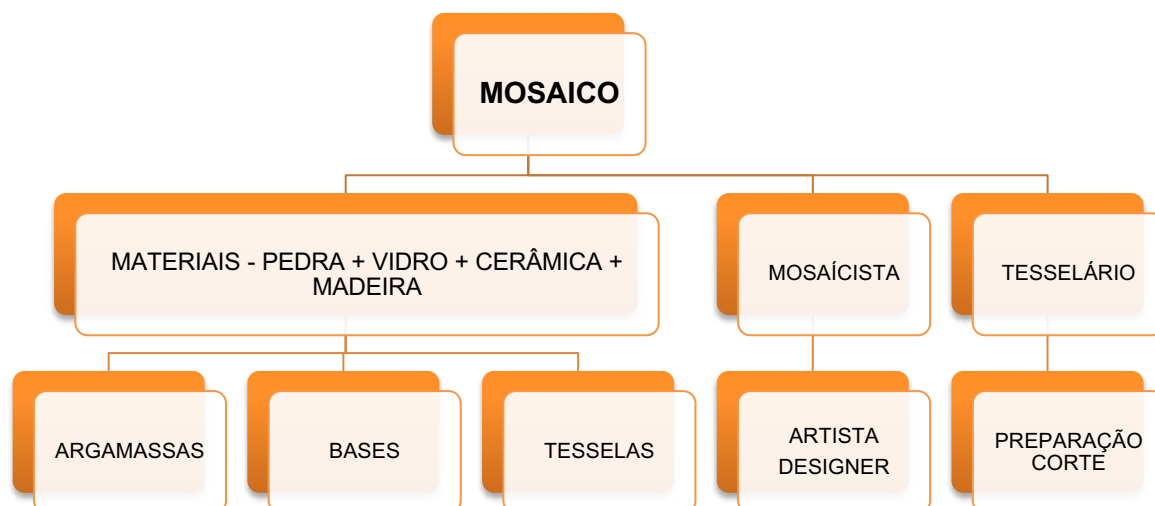 MOSAICO
MATERIAIS - PEDRA + VIDRO + CERÂMICA +
MADEIRA
MOSAÍCISTA
TESSELÁRIO
ARGAMASSAS
BASES
TESSELAS
ARTISTA
DESIGNER
PREPARAÇÃO
CORTE